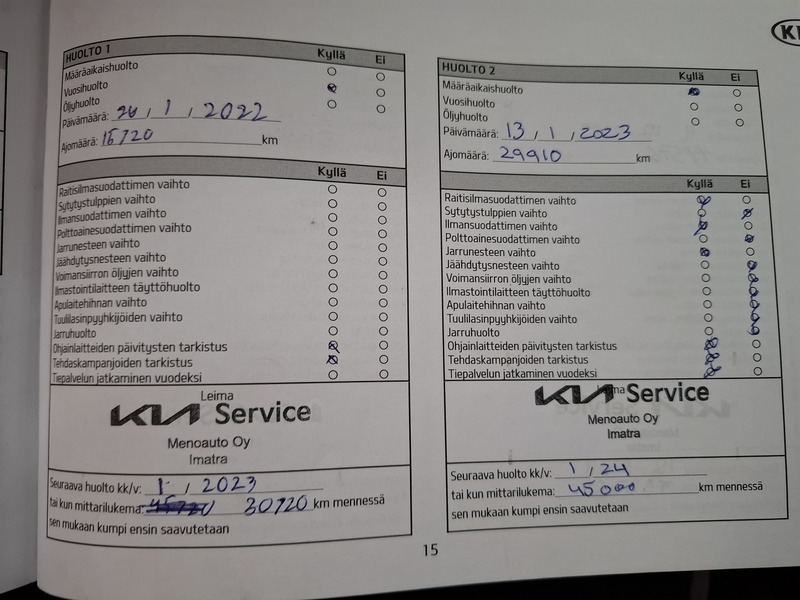 HUOLTO 1
Kyllä Ei
Määräaikaishuolto
Vuosihuolto
Öljyhuolto
Päivämäärä: 26 / 1 / 2022
Ajomäärä: 15720 km
Kyllä Ei
Raitisilmasuodattimen vaihto
Sytytystulppien vaihto
Ilmansuodattimen vaihto
Polttoainesuodattimen vaihto
Jarrunesteen vaihto
Jäähdytysnesteen vaihto
Voimansiirron öljyjen vaihto
Ilmastointilaitteen täyttöhuolto
Apulaitehihnan vaihto
Tuulilasinpyyhkijöiden vaihto
Jarruhuolto
Ohjainlaitteiden päivitysten tarkistus
Tehdaskampanjoiden tarkistus
Tiepalvelun jatkaminen vuodeksi
Leima
KIA Service
Menoauto Oy
Imatra
Seuraava huolto kk/v: 1 / 2023
tai kun mittarilukema: 30720 km mennessä
sen mukaan kumpi ensin saavutetaan
HUOLTO 2
Kyllä Ei
Määräaikaishuolto
Vuosihuolto
Öljyhuolto
Päivämäärä: 13 / 1 / 2023
Ajomäärä: 29910 km
Kyllä Ei
Raitisilmasuodattimen vaihto
Sytytystulppien vaihto
Ilmansuodattimen vaihto
Polttoainesuodattimen vaihto
Jarrunesteen vaihto
Jäähdytysnesteen vaihto
Voimansiirron öljyjen vaihto
Ilmastointilaitteen täyttöhuolto
Apulaitehihnan vaihto
Tuulilasinpyyhkijöiden vaihto
Jarruhuolto
Ohjainlaitteiden päivitysten tarkistus
Tehdaskampanjoiden tarkistus
Tiepalvelun jatkaminen vuodeksi
KIA Service
Menoauto Oy
Imatra
Seuraava huolto kk/v: 1 / 24
tai kun mittarilukema: 45000 km mennessä
sen mukaan kumpi ensin saavutetaan
15